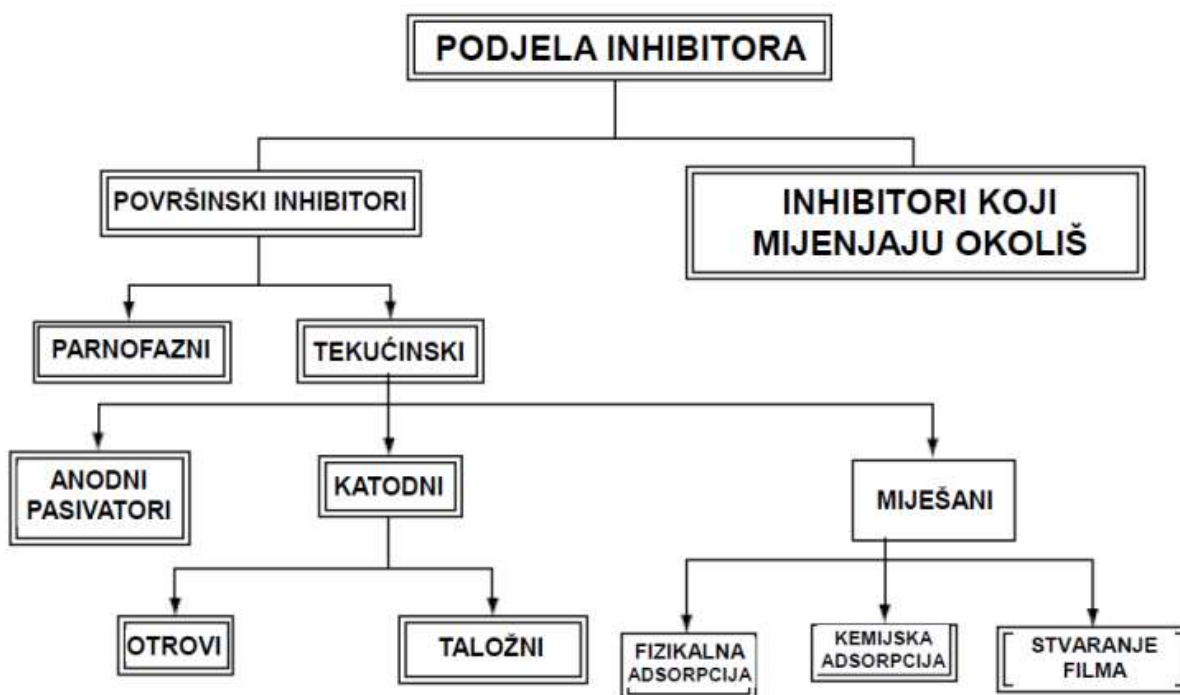 PODJELA INHIBITORA
POVRŠINSKI INHIBITORI
INHIBITORI KOJI
MIJENJAJU OKOLIŠ
PARNOFAZNI
TEKUĆINSKI
ANODNI
PASIVATORI
KATODNI
MIJEŠANI
OTROVI
TALOŽNI
FIZIKALNA
ADSORPCIJA
KEMIJSKA
ADSORPCIJA
STVARANJE
FILMA